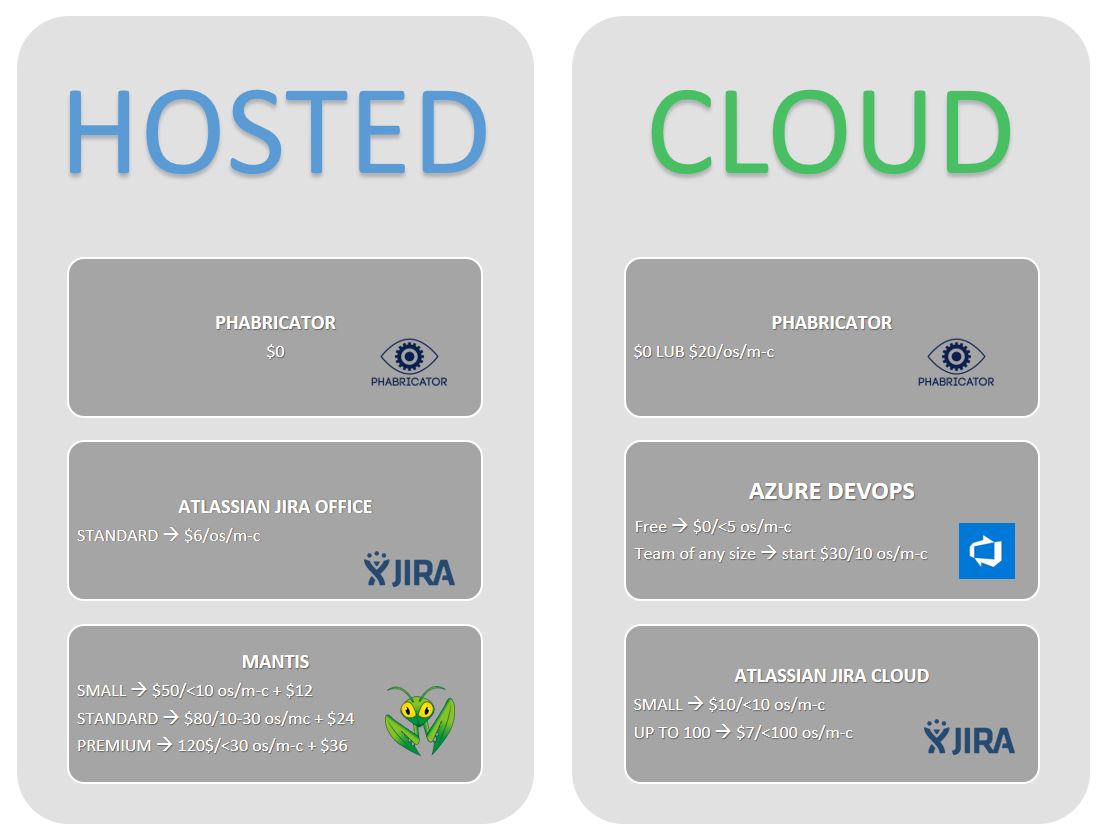 HOSTED
PHABRICATOR
$0
PHABRICATOR
ATLASSIAN JIRA OFFICE
STANDARD → $6/os/m-c
JIRA
MANTIS
SMALL → $50/<10 os/m-c + $12
STANDARD → $80/10-30 os/mc + $24
PREMIUM → 120$/<30 os/m-c + $36
CLOUD
PHABRICATOR
$0 LUB $20/os/m-c
PHABRICATOR
AZURE DEVOPS
Free → $0/<5 os/m-c
Team of any size → start $30/10 os/m-c
ATLASSIAN JIRA CLOUD
SMALL → $10/<10 os/m-c
UP TO 100 → $7/<100 os/m-c
JIRA